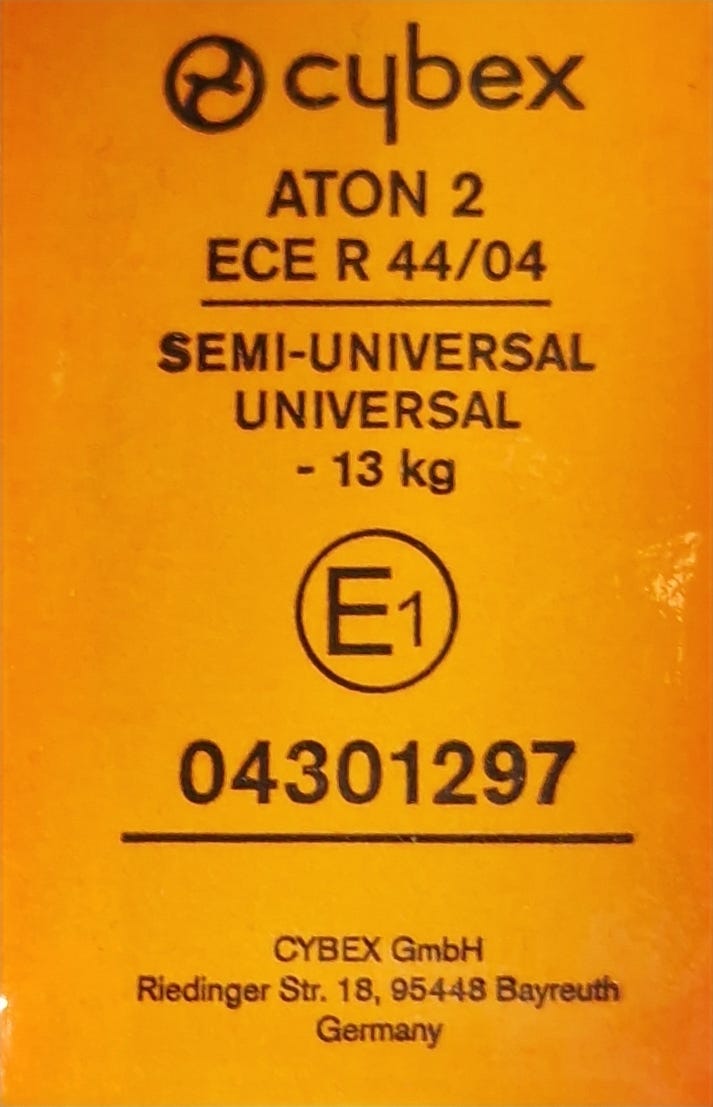 cybex
ATON 2
ECE R 44/04
SEMI-UNIVERSAL
UNIVERSAL
- 13 kg
E1
04301297
CYBEX GmbH
Riedinger Str. 18, 95448 Bayreuth
Germany